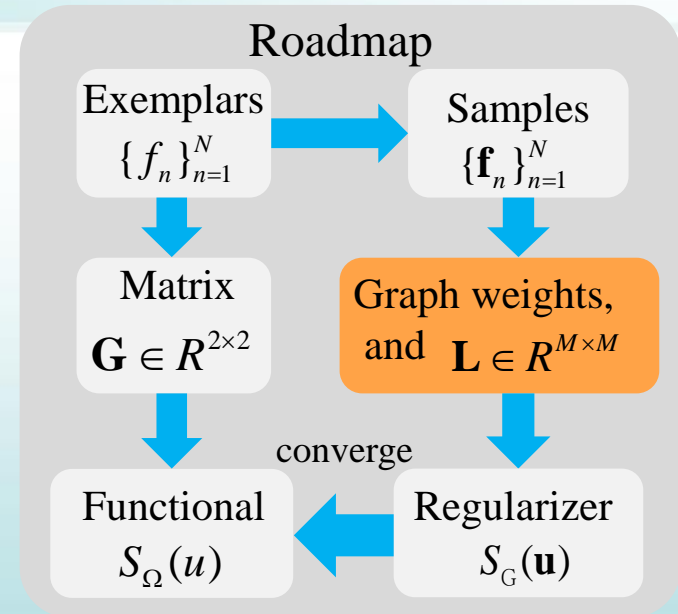 Roadmap
Exemplars
{ f_n }_{n=1}^N
Samples
{𝐟_n}_{n=1}^N
Matrix
𝐆 ∈ R^{2×2}
Graph weights,
and 𝐋 ∈ R^{M×M}
converge
Functional
S_Ω(u)
Regularizer
S_G(𝐮)